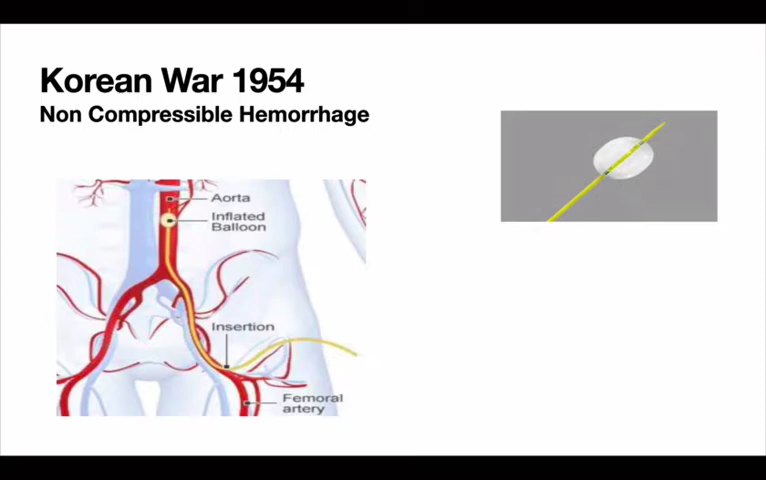 Korean War 1954
Non Compressible Hemorrhage
Aorta
Inflated
Balloon
Insertion
Femoral
artery